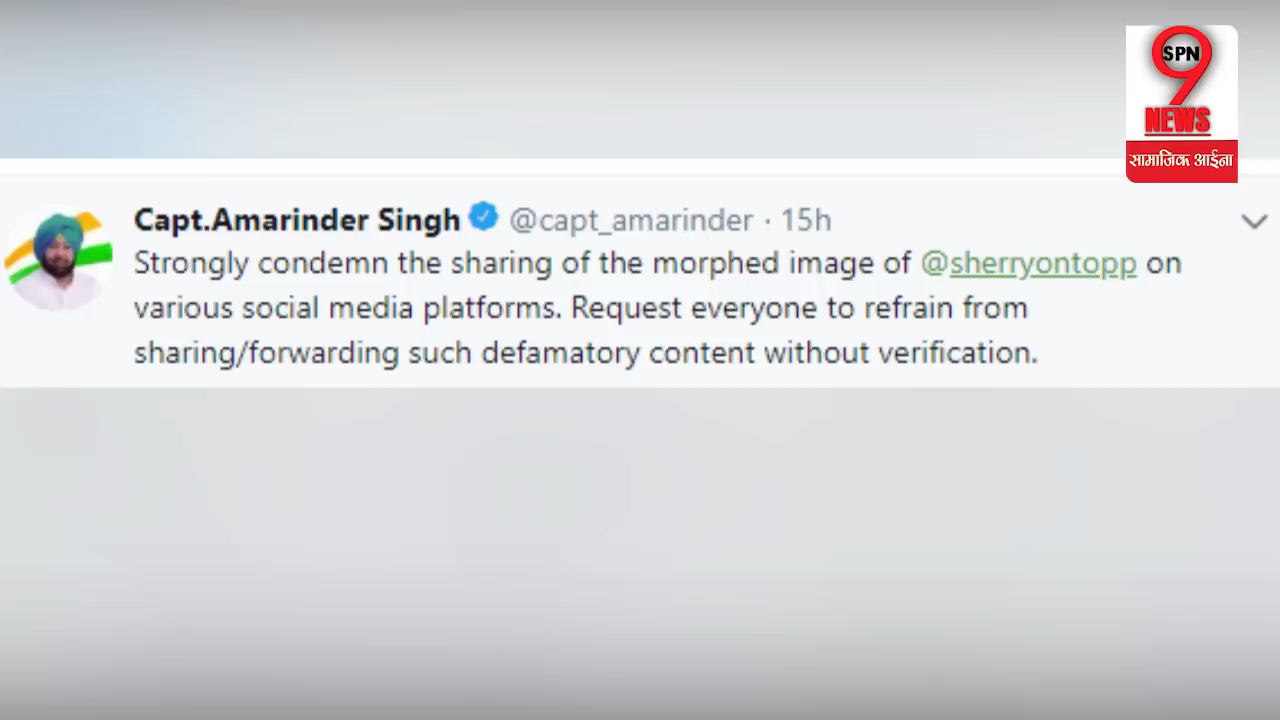 SPN
9
NEWS
सामाजिक आईना
Capt.Amarinder Singh @capt_amarinder · 15h
Strongly condemn the sharing of the morphed image of @sherryontopp on
various social media platforms. Request everyone to refrain from
sharing/forwarding such defamatory content without verification.